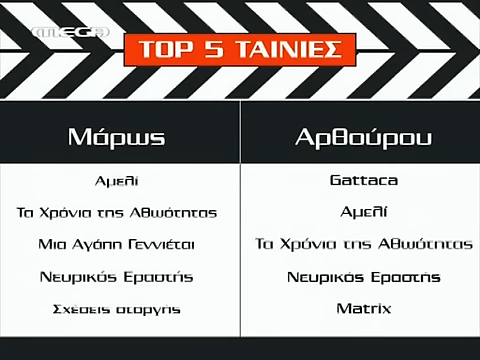 MEGA
TOP 5 ΤΑΙΝΙΕΣ
Μάρως
Αρθούρου
Αμελί
Gattaca
Τα Χρόνια της Αθωότητας
Αμελί
Μια Αγάπη Γεννιέται
Τα Χρόνια της Αθωότητας
Νευρικός Εραστής
Νευρικός Εραστής
Σχέσεις στοργής
Matrix